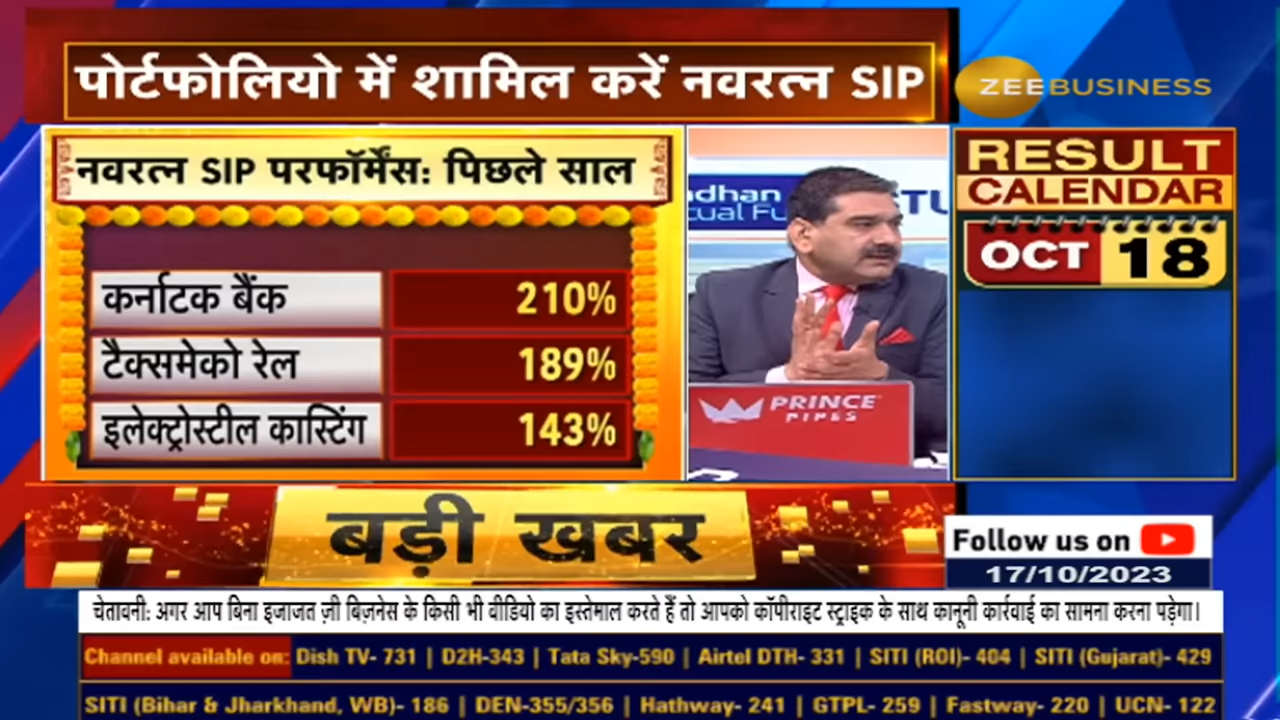 पोर्टफोलियो में शामिल करें नवरत्न SIP
ZEEBUSINESS
नवरत्न SIP परफॉर्मेंस: पिछले साल
कर्नाटक बैंक 210%
टैक्समेको रेल 189%
इलेक्ट्रोस्टील कास्टिंग 143%
PRINCE
PIPES
RESULT
CALENDAR
OCT 18
बड़ी खबर
Follow us on
17/10/2023
चेतावनी: अगर आप बिना इजाजत ज़ी बिज़नेस के किसी भी वीडियो का इस्तेमाल करते हैं तो आपको कॉपीराइट स्ट्राइक के साथ कानूनी कार्रवाई का सामना करना पड़ेगा।
Channel available on: Dish TV- 731 | D2H-343 | Tata Sky-590 | Airtel DTH- 331 | SITI (ROI)- 404 | SITI (Gujarat)- 429
SITI (Bihar & Jharkhand, WB)- 186 | DEN-355/356 | Hathway- 241 | GTPL- 259 | Fastway- 220 | UCN- 122